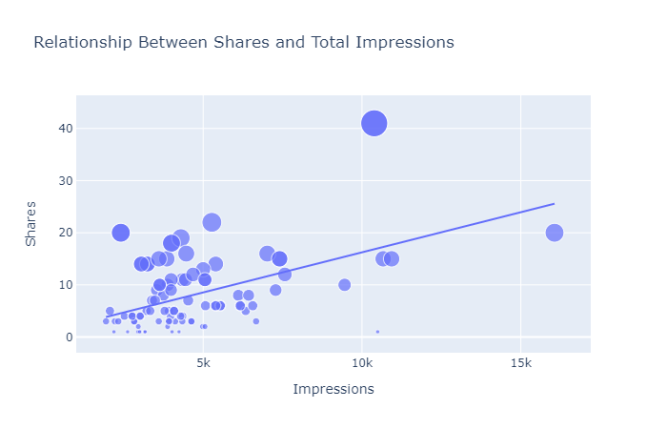 Relationship Between Shares and Total Impressions
40
30
20
10
0
Shares
5k
10k
15k
Impressions